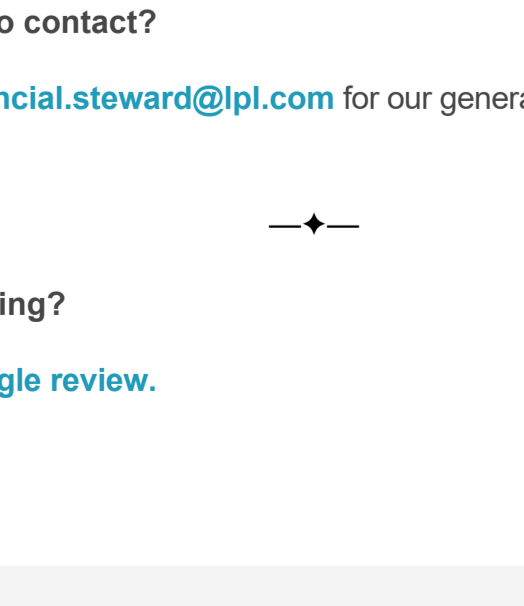 o contact?
ncial.steward@lpl.com for our genera
—✦—
ing?
gle review.